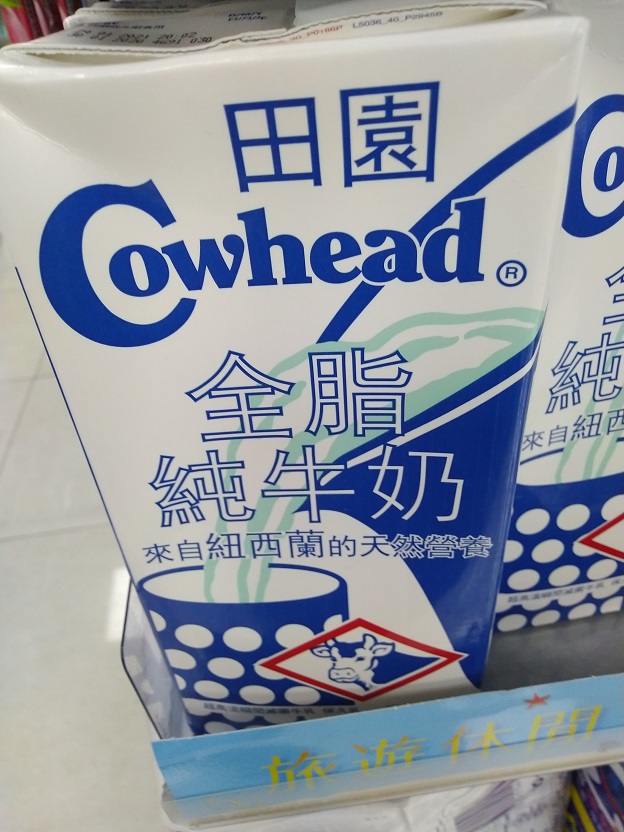 L5036_40_P2945B
田園
Cowhead®
全脂
純牛奶
來自紐西蘭的天然營養
旅遊休閒